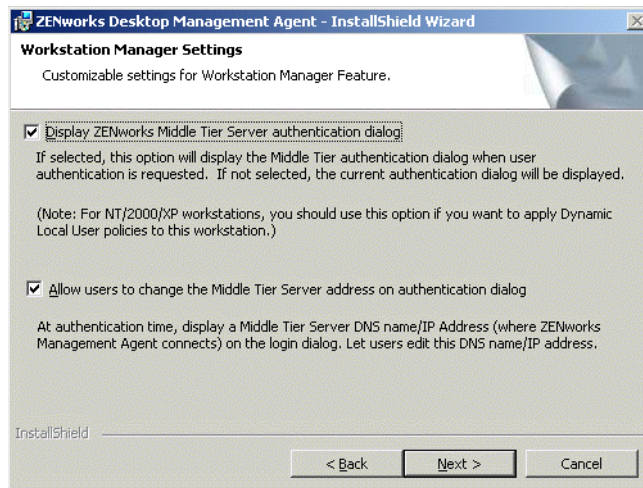 ZENworks Desktop Management Agent - InstallShield Wizard
Workstation Manager Settings
Customizable settings for Workstation Manager Feature.
Display ZENworks Middle Tier Server authentication dialog
If selected, this option will display the Middle Tier authentication dialog when user
authentication is requested. If not selected, the current authentication dialog will be displayed.
(Note: For NT/2000/XP workstations, you should use this option if you want to apply Dynamic
Local User policies to this workstation.)
Allow users to change the Middle Tier Server address on authentication dialog
At authentication time, display a Middle Tier Server DNS name/IP Address (where ZENworks
Management Agent connects) on the login dialog. Let users edit this DNS name/IP address.
InstallShield
< Back Next > Cancel